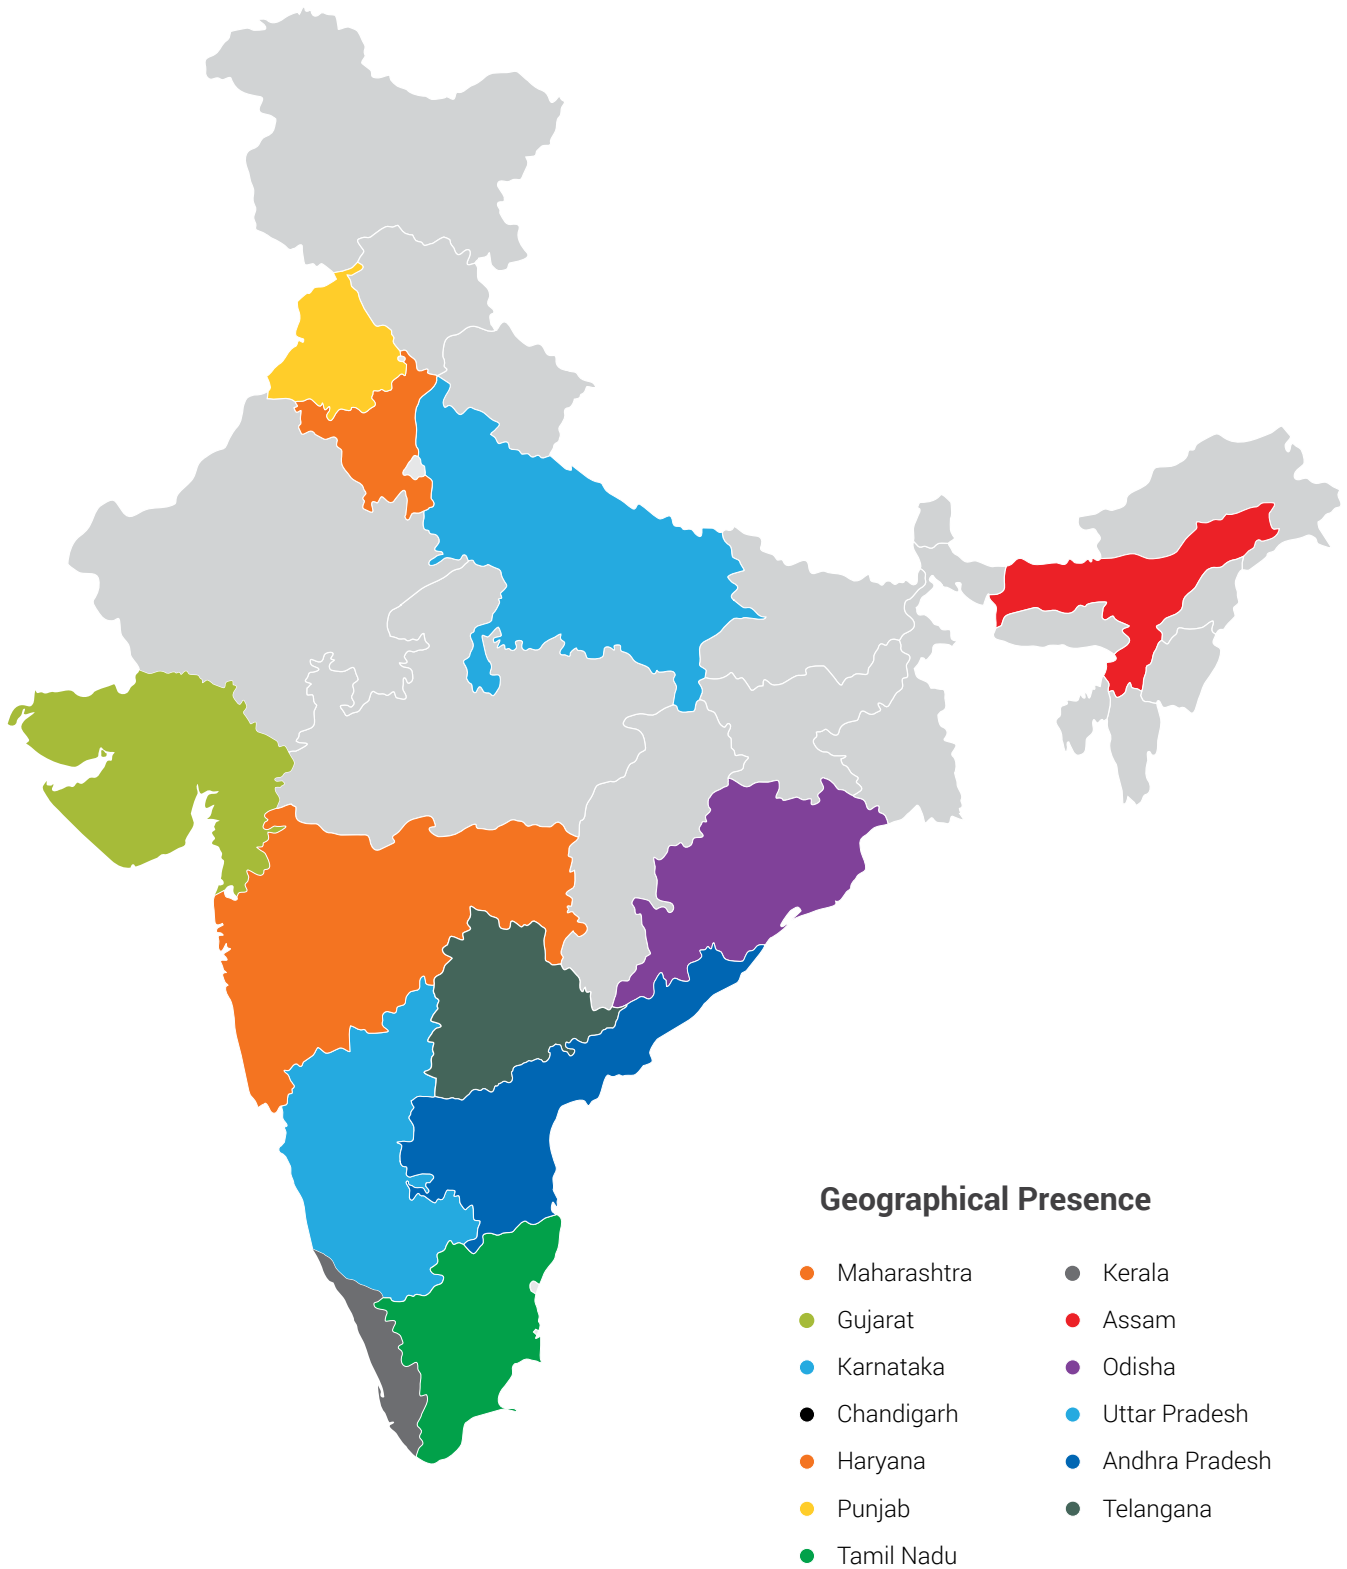 Geographical Presence
Maharashtra
Gujarat
Karnataka
Chandigarh
Haryana
Punjab
Tamil Nadu
Kerala
Assam
Odisha
Uttar Pradesh
Andhra Pradesh
Telangana